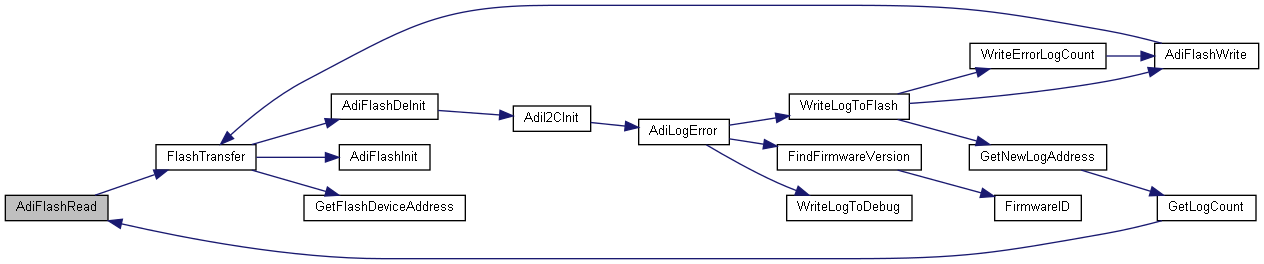 AdiFlashRead
FlashTransfer
AdiFlashDeInit
AdiFlashInit
GetFlashDeviceAddress
AdiI2CInit
AdiLogError
WriteLogToFlash
FindFirmwareVersion
WriteLogToDebug
WriteErrorLogCount
GetNewLogAddress
FirmwareID
AdiFlashWrite
GetLogCount